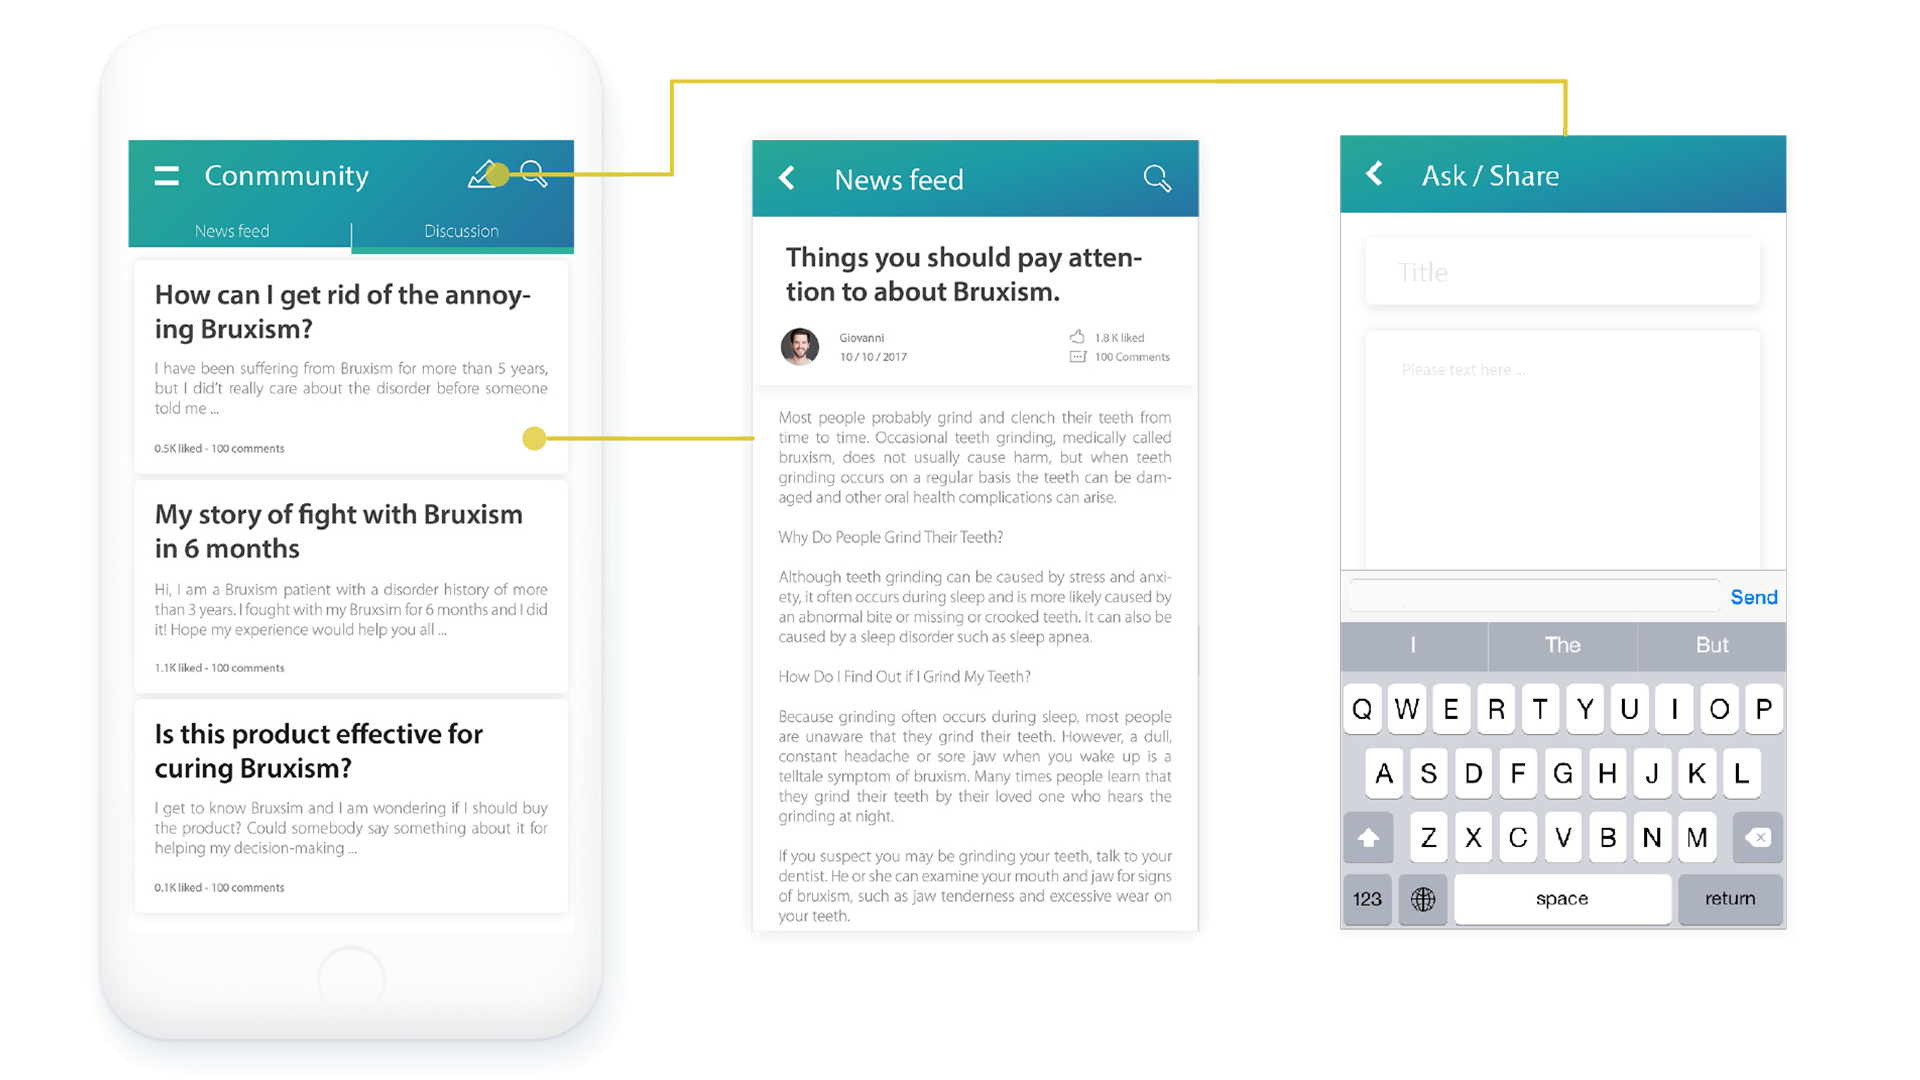 Conmmunity
News feed
Discussion
How can I get rid of the annoy-
ing Bruxism?
I have been suffering from Bruxism for more than 5 years,
but I didn't really care about the disorder before someone
told me ...
0.5K liked - 100 comments
My story of fight with Bruxism
in 6 months
Hi, I am a Bruxism patient with a disorder history of more
than 3 years. I fought with my Bruxsim for 6 months and I did
it! Hope my experience would help you all ...
1.1K liked - 100 comments
Is this product effective for
curing Bruxism?
I get to know Bruxsim and I am wondering if I should buy
the product? Could somebody say something about it for
helping my decision-making ...
0.1K liked - 100 comments
News feed
Things you should pay atten-
tion to about Bruxism.
Giovanni
10 / 10 / 2017
1.8 K liked
100 Comments
Most people probably grind and clench their teeth from
time to time. Occasional teeth grinding, medically called
bruxism, does not usually cause harm, but when teeth
grinding occurs on a regular basis the teeth can be dam-
aged and other oral health complications can arise.
Why Do People Grind Their Teeth?
Although teeth grinding can be caused by stress and anxi-
ety, it often occurs during sleep and is more likely caused by
an abnormal bite or missing or crooked teeth. It can also be
caused by a sleep disorder such as sleep apnea.
How Do I Find Out if I Grind My Teeth?
Because grinding often occurs during sleep, most people
are unaware that they grind their teeth. However, a dull,
constant headache or sore jaw when you wake up is a
telltale symptom of bruxism. Many times people learn that
they grind their teeth by their loved one who hears the
grinding at night.
If you suspect you may be grinding your teeth, talk to your
dentist. He or she can examine your mouth and jaw for signs
of bruxism, such as jaw tenderness and excessive wear on
your teeth.
Ask / Share
Title
Please text here ...
Send
I The But
Q W E R T Y U I O P
A S D F G H J K L
Z X C V B N M
123 space return